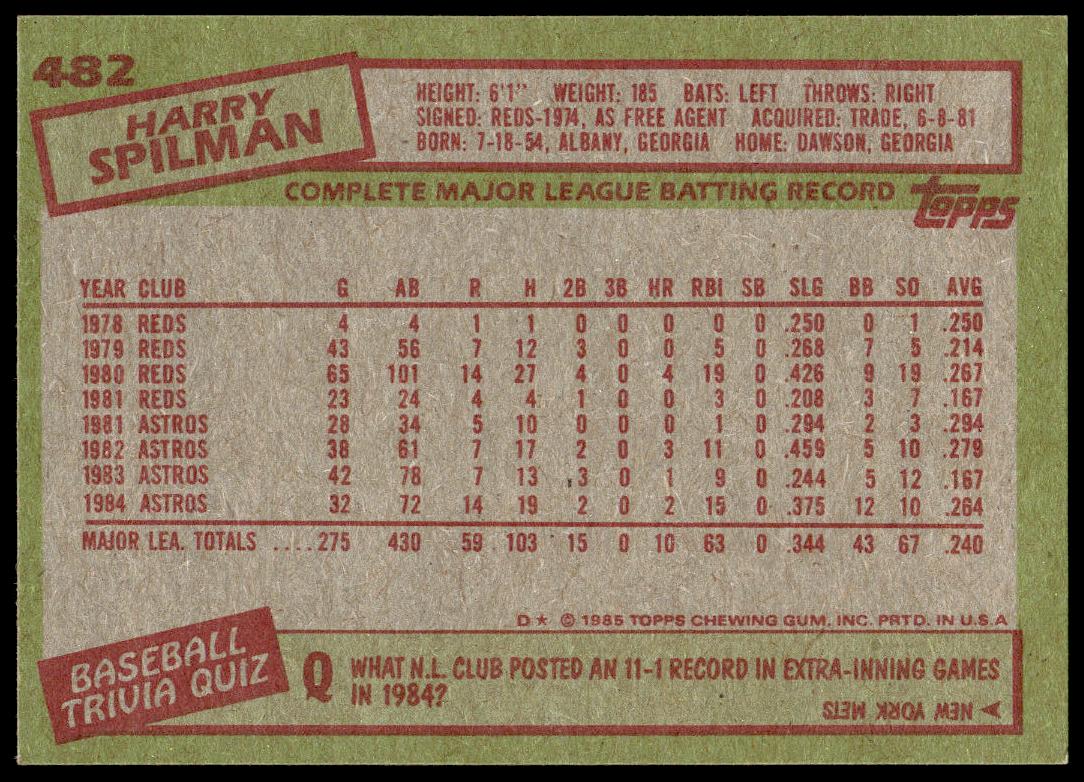 482
HARRY
SPILMAN
HEIGHT: 6'1" WEIGHT: 185 BATS: LEFT THROWS: RIGHT
SIGNED: REDS-1974, AS FREE AGENT ACQUIRED: TRADE, 6-8-81
BORN: 7-18-54, ALBANY, GEORGIA HOME: DAWSON, GEORGIA
COMPLETE MAJOR LEAGUE BATTING RECORD
topps
YEAR CLUB G AB R H 2B 3B HR RBI SB SLG BB SO AVG
1978 REDS 4 4 1 1 0 0 0 0 0 .250 0 1 .250
1979 REDS 43 56 7 12 3 0 0 5 0 .268 7 5 .214
1980 REDS 65 101 14 27 4 0 4 19 0 .426 9 19 .267
1981 REDS 23 24 4 4 1 0 0 3 0 .208 3 7 .167
1981 ASTROS 28 34 5 10 0 0 0 1 0 .294 2 3 .294
1982 ASTROS 38 61 7 17 2 0 3 11 0 .459 5 10 .279
1983 ASTROS 42 78 7 13 3 0 1 9 0 .244 5 12 .167
1984 ASTROS 32 72 14 19 2 0 2 15 0 .375 12 10 .264
MAJOR LEA. TOTALS ....275 430 59 103 15 0 10 63 0 .344 43 67 .240
D★ © 1985 TOPPS CHEWING GUM, INC. PRTD. IN U.S.A
BASEBALL
TRIVIA QUIZ
Q WHAT N.L. CLUB POSTED AN 11-1 RECORD IN EXTRA-INNING GAMES
IN 1984?
A NEW YORK METS